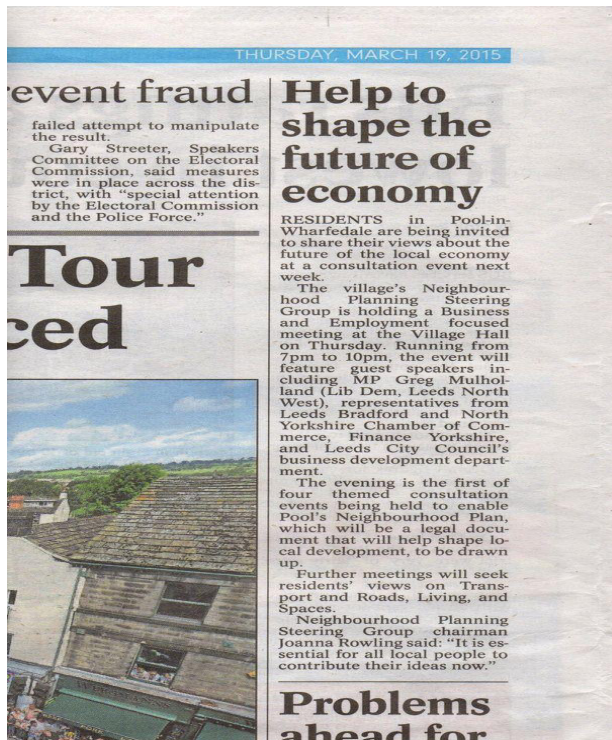 THURSDAY, MARCH 19, 2015
event fraud
failed attempt to manipulate
the result.
Gary Streeter, Speakers
Committee on the Electoral
Commission, said measures
were in place across the dis-
trict, with "special attention
by the Electoral Commission
and the Police Force."
Tour
ced
Help to
shape the
future of
economy
RESIDENTS in Pool-in-
Wharfedale are being invited
to share their views about the
future of the local economy
at a consultation event next
week.
The village's Neighbour-
hood Planning Steering
Group is holding a Business
and Employment focused
meeting at the Village Hall
on Thursday. Running from
7pm to 10pm, the event will
feature guest speakers in-
cluding MP Greg Mulhol-
land (Lib Dem, Leeds North
West), representatives from
Leeds Bradford and North
Yorkshire Chamber of Com-
merce, Finance Yorkshire,
and Leeds City Council's
business development depart-
ment.
The evening is the first of
four themed consultation
events being held to enable
Pool's Neighbourhood Plan,
which will be a legal docu-
ment that will help shape lo-
cal development, to be drawn
up.
Further meetings will seek
residents' views on Trans-
port and Roads, Living, and
Spaces.
Neighbourhood Planning
Steering Group chairman
Joanna Rowling said: "It is es-
sential for all local people to
contribute their ideas now."
Problems
ahead for